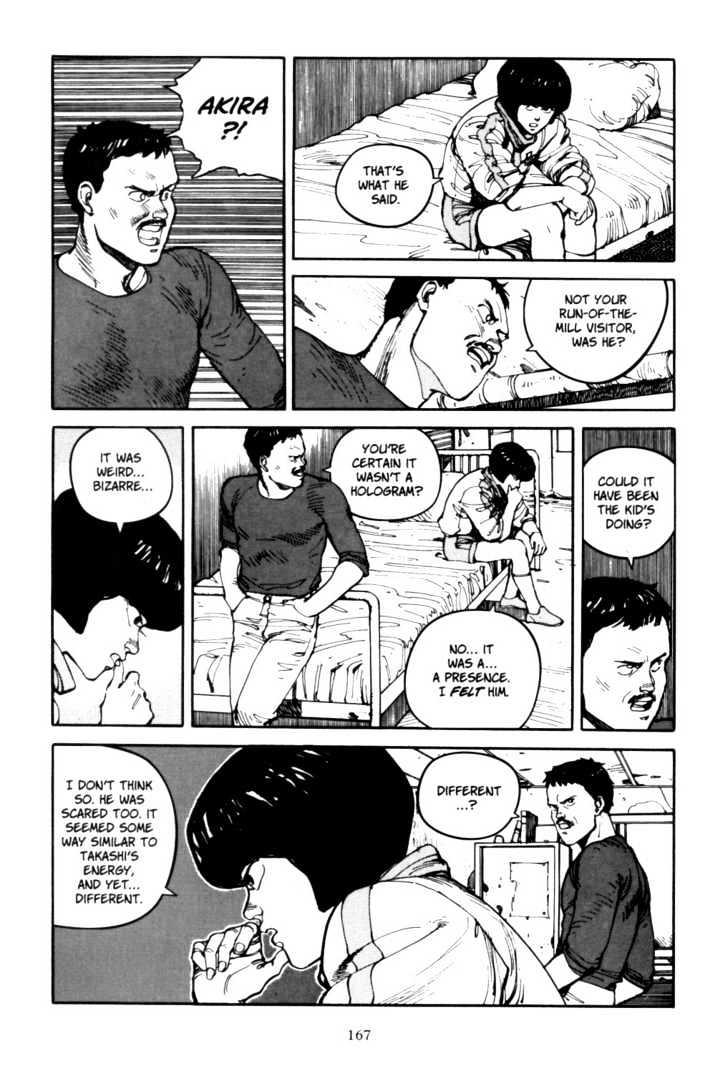 AKIRA
?!
THAT'S
WHAT HE
SAID.
NOT YOUR
RUN-OF-THE-
MILL VISITOR,
WAS HE?
IT WAS
WEIRD...
BIZARRE...
YOU'RE
CERTAIN IT
WASN'T A
HOLOGRAM?
NO... IT
WAS A...
A PRESENCE.
I FELT HIM.
COULD IT
HAVE BEEN
THE KID'S
DOING?
I DON'T THINK
SO. HE WAS
SCARED TOO. IT
SEEMED SOME
WAY SIMILAR TO
TAKASHI'S
ENERGY,
AND YET...
DIFFERENT.
DIFFERENT
...?
167